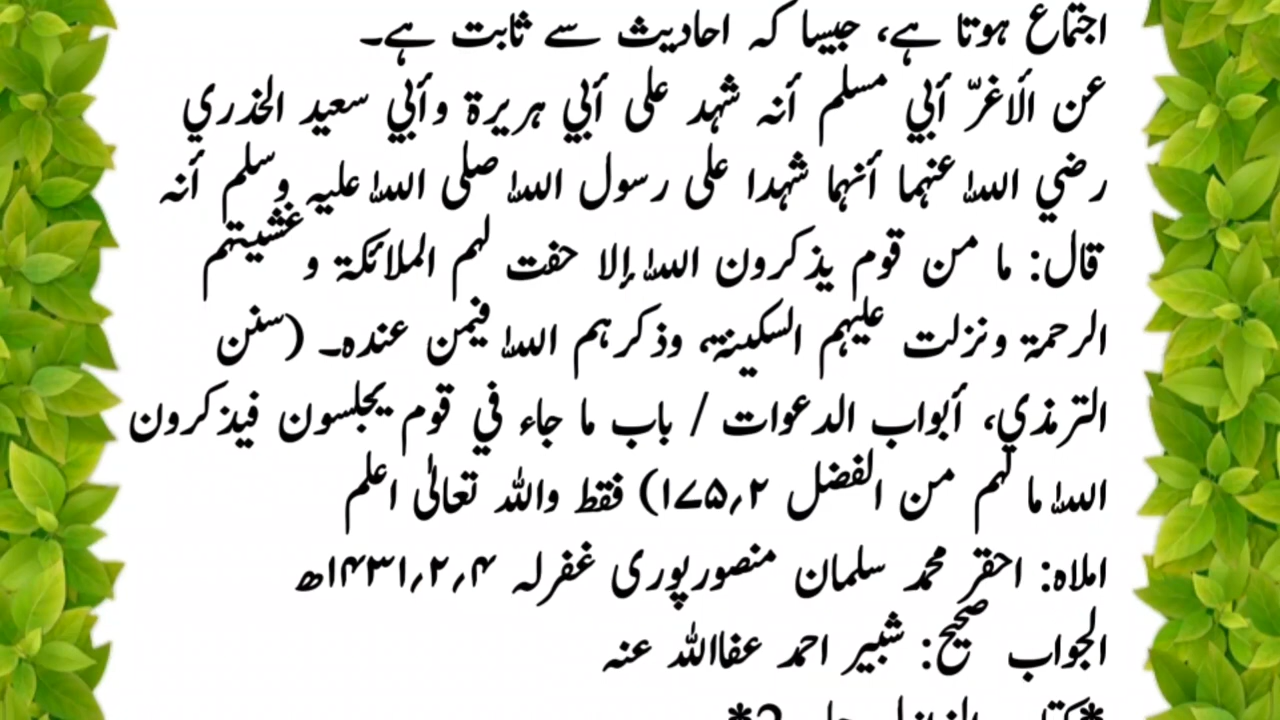 اجتماع ہوتا ہے، جیسا کہ احادیث سے ثابت ہے۔
عن الأغرّ أبي مسلم أنه شهد على أبي هريرة وأبي سعيد الخذري
رضي الله عنهما أنهما شهدا على رسول الله صلى الله عليه وسلم أنه
قال: ما من قوم يذكرون الله إلا حفت لهم الملائكة وغشيتهم
الرحمة ونزلت عليهم السكينة، وذكرهم الله فيمن عنده۔ (سنن
الترمذي، أبواب الدعوات / باب ما جاء في قوم يجلسون فيذكرون
الله ما لهم من الفضل ۲؍۱۷۵) فقط واللہ تعالیٰ اعلم
املاہ: احقر محمد سلمان منصورپوری غفرلہ ۴؍۲؍۱۴۳۱ھ
الجواب صحیح: شبیر احمد عفااللہ عنہ